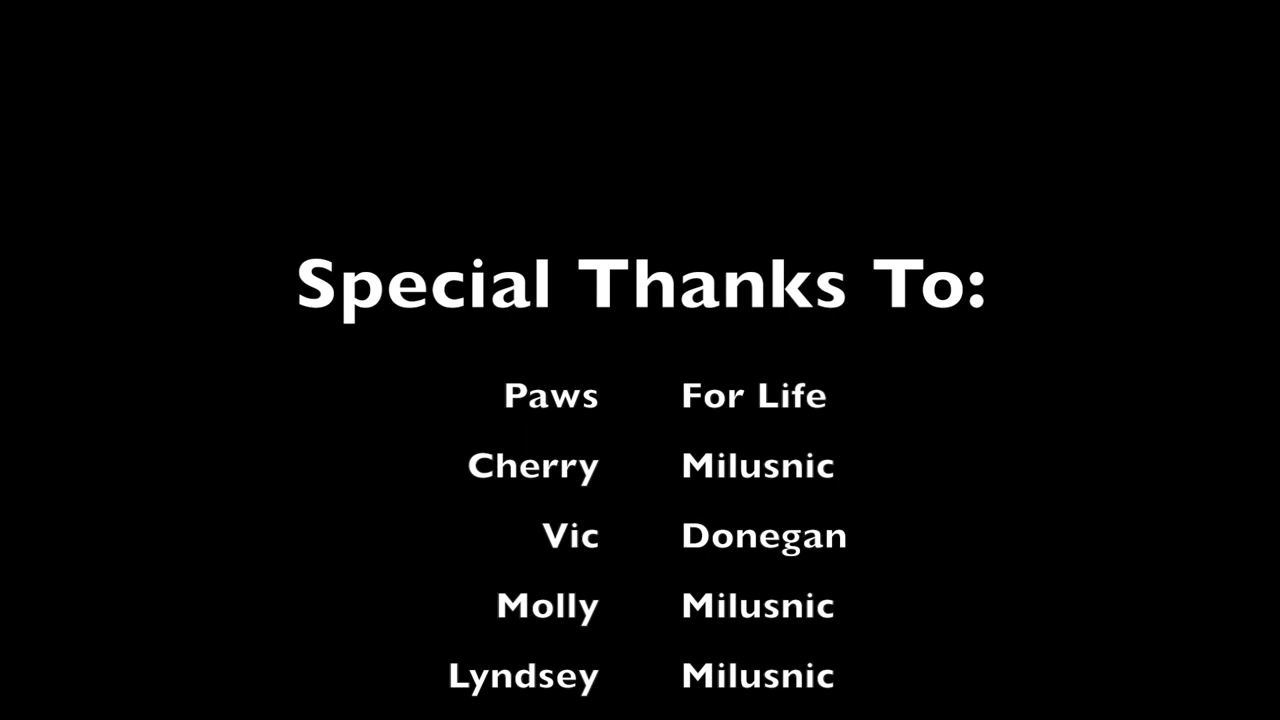 Special Thanks To:
Paws For Life
Cherry Milusnic
Vic Donegan
Molly Milusnic
Lyndsey Milusnic